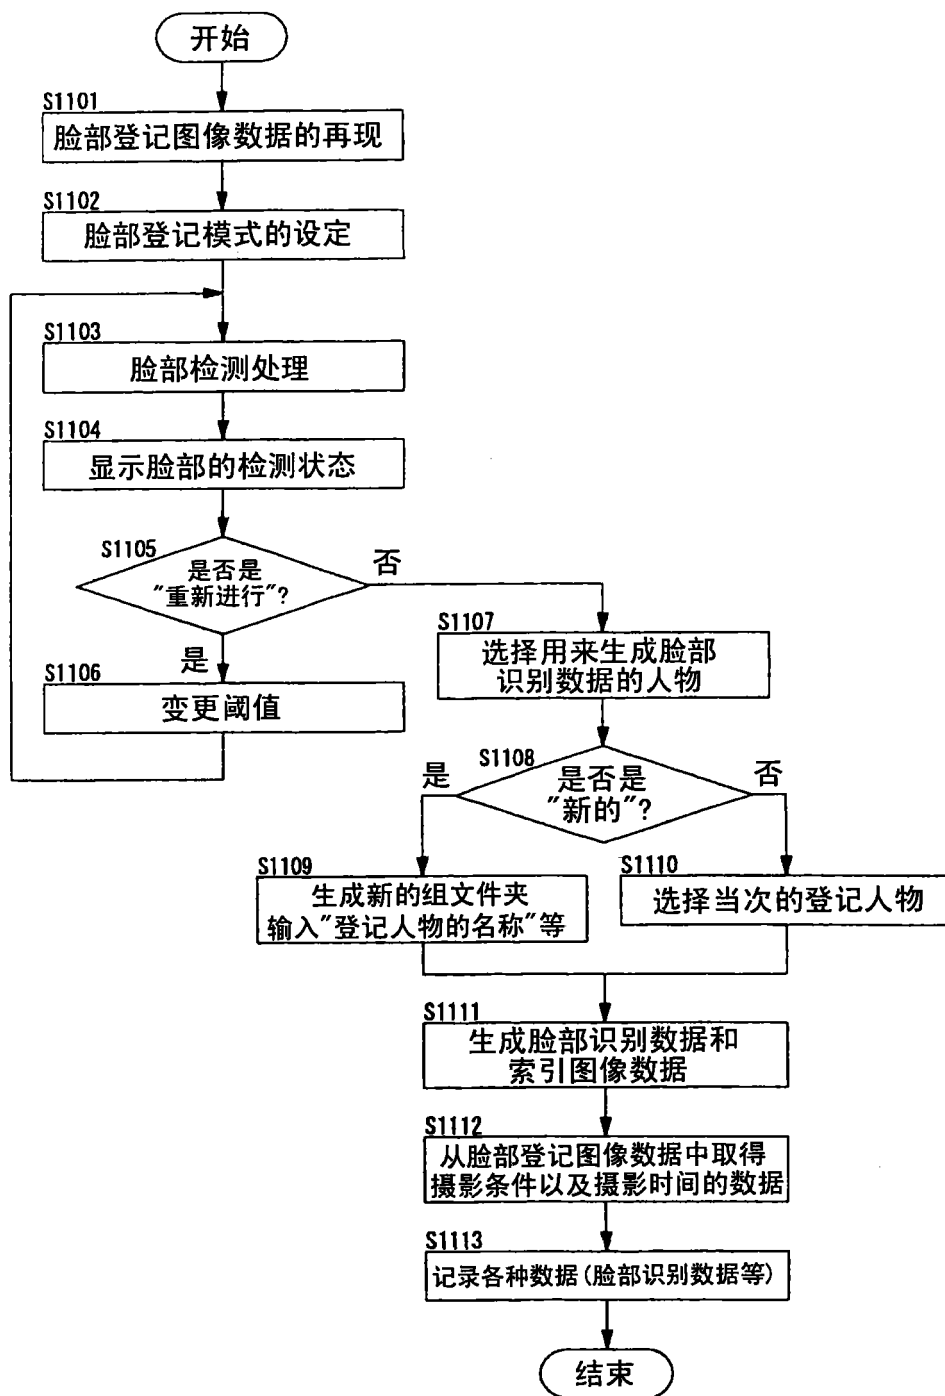 开始
S1101
脸部登记图像数据的再现
S1102
脸部登记模式的设定
S1103
脸部检测处理
S1104
显示脸部的检测状态
S1105
是否是
"重新进行"?
否
是
S1106
变更阈值
S1107
选择用来生成脸部
识别数据的人物
S1108
是否是
"新的"?
是
否
S1109
生成新的组文件夹
输入"登记人物的名称"等
S1110
选择当次的登记人物
S1111
生成脸部识别数据和
索引图像数据
S1112
从脸部登记图像数据中取得
摄影条件以及摄影时间的数据
S1113
记录各种数据(脸部识别数据等)
结束